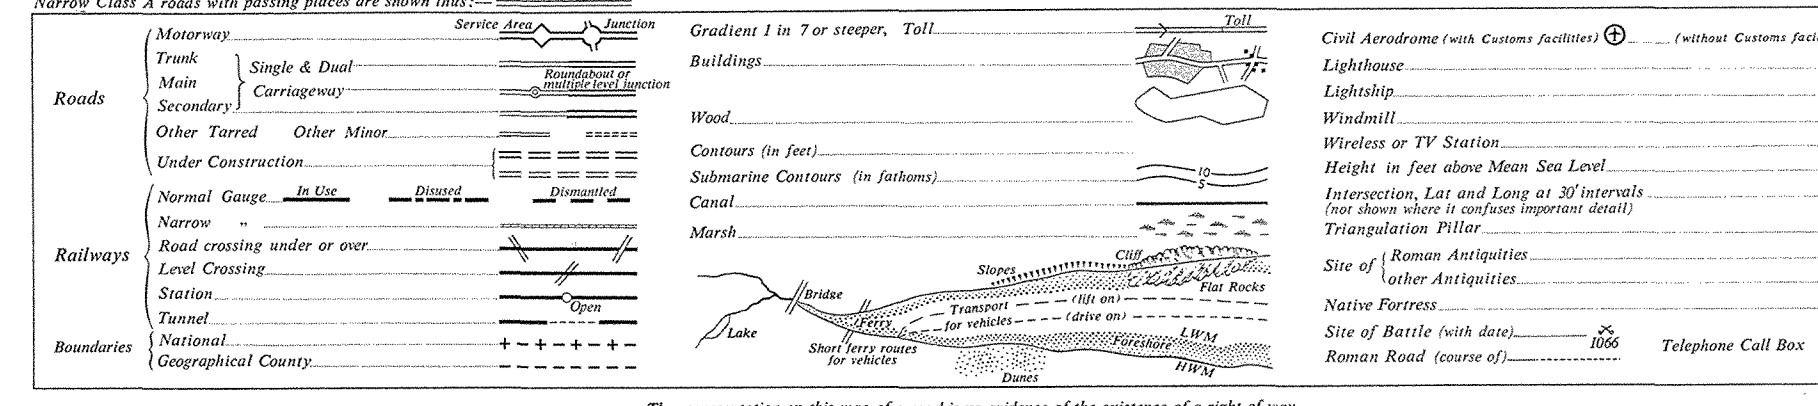 Narrow Class A roads with passing places are shown thus:—
Roads
Motorway
Service Area
Junction
Trunk
Main
Secondary
Single & Dual
Carriageway
Roundabout or
multiple level junction
Other Tarred Other Minor
Under Construction
Railways
Normal Gauge
In Use
Disused
Dismantled
Narrow "
Road crossing under or over
Level Crossing
Station
Open
Tunnel
Boundaries
National
Geographical County
Gradient 1 in 7 or steeper, Toll
Toll
Buildings
Wood
Contours (in feet)
Submarine Contours (in fathoms)
10
5
Canal
Marsh
Slopes
Cliff
Flat Rocks
Bridge
Lake
Ferry
Transport
for vehicles
(lift on)
(drive on)
Short ferry routes
for vehicles
LWM
Foreshore
HWM
Dunes
Civil Aerodrome (with Customs facilities) (without Customs faci
Lighthouse
Lightship
Windmill
Wireless or TV Station
Height in feet above Mean Sea Level
Intersection, Lat and Long at 30' intervals
(not shown where it confuses important detail)
Triangulation Pillar
Site of
Roman Antiquities
other Antiquities
Native Fortress
Site of Battle (with date)
1066
Roman Road (course of)
Telephone Call Box